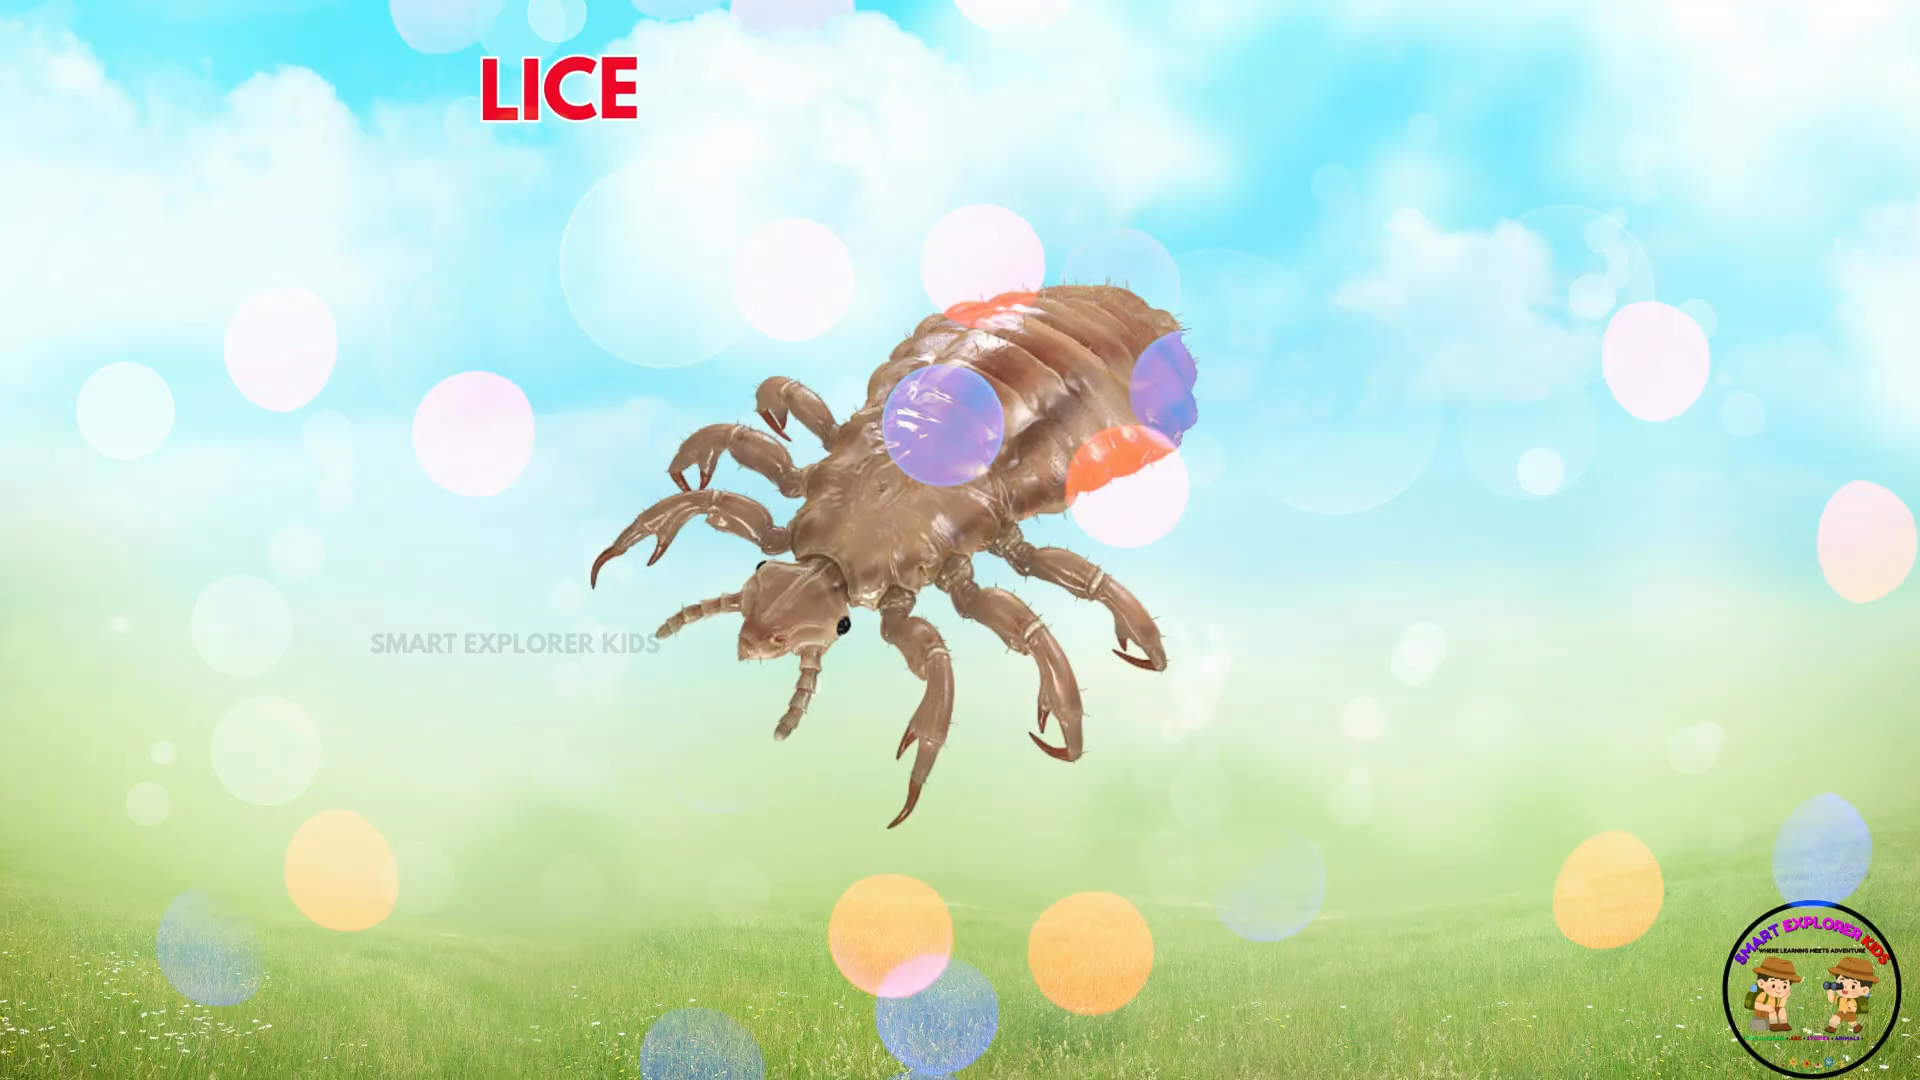 LICE
SMART EXPLORER KIDS
SMART EXPLORER KIDS
WHERE LEARNING MEETS ADVENTURE